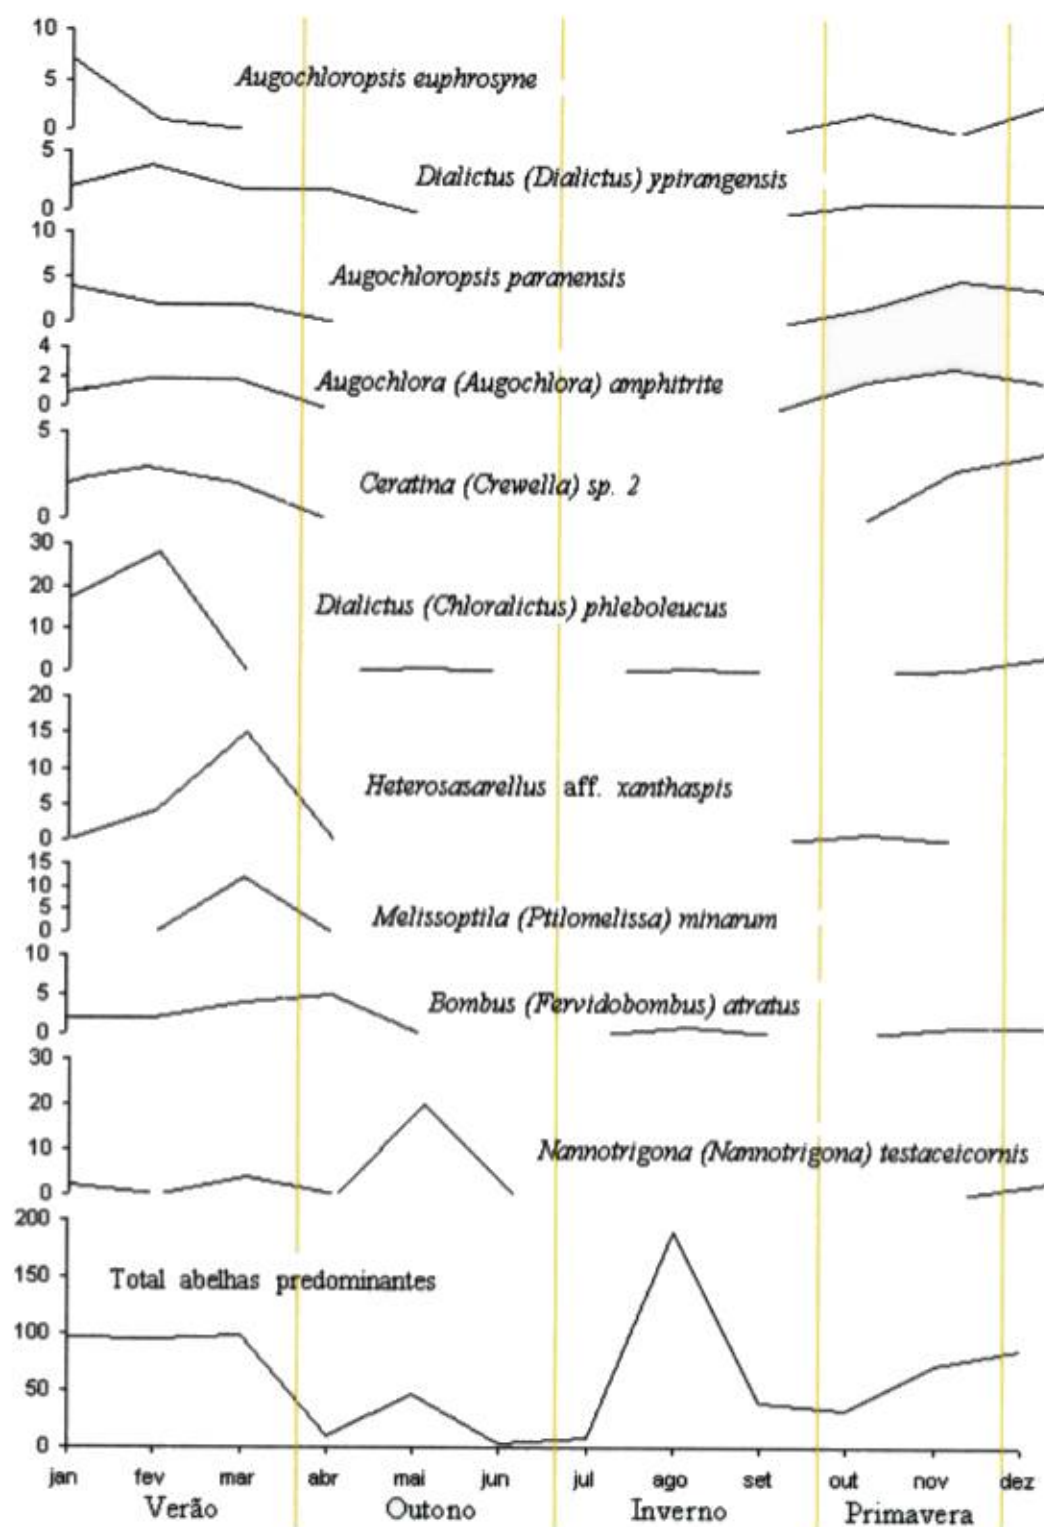 10
5
0
Augochloropsis euphrosyne
5
0
Dialictus (Dialictus) ypirangensis
10
5
0
Augochloropsis paranensis
4
2
0
Augochlora (Augochlora) amphitrite
5
0
Ceratina (Crewella) sp. 2
30
20
10
0
Dialictus (Chloralictus) phleboleucus
20
15
10
5
0
Heterosasarellus aff. xanthaspis
15
10
5
0
Melissoptila (Ptilomelissa) minarum
10
5
0
Bombus (Fervidobombus) atratus
30
20
10
0
Nannotrigona (Nannotrigona) testaceicornis
200
150
100
50
0
Total abelhas predominantes
jan fev mar abr mai jun jul ago set out nov dez
Verão Outono Inverno Primavera